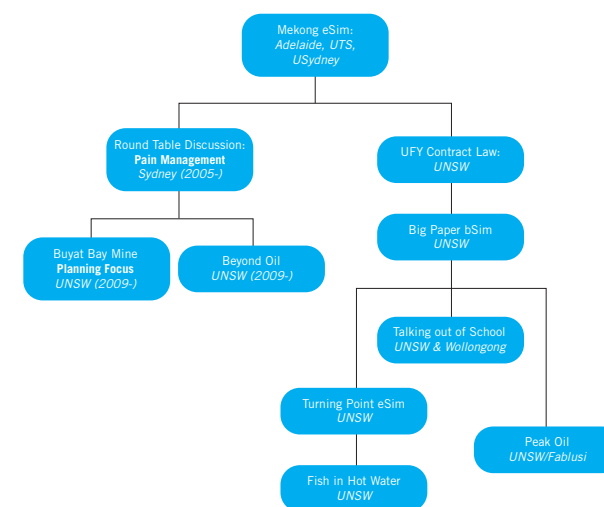 Mekong eSim:
Adelaide, UTS,
USydney
Round Table Discussion:
Pain Management
Sydney (2005-)
UFY Contract Law:
UNSW
Buyat Bay Mine
Planning Focus
UNSW (2009-)
Beyond Oil
UNSW (2009-)
Big Paper bSim
UNSW
Talking out of School
UNSW & Wollongong
Turning Point eSim
UNSW
Peak Oil
UNSW/Fablusi
Fish in Hot Water
UNSW